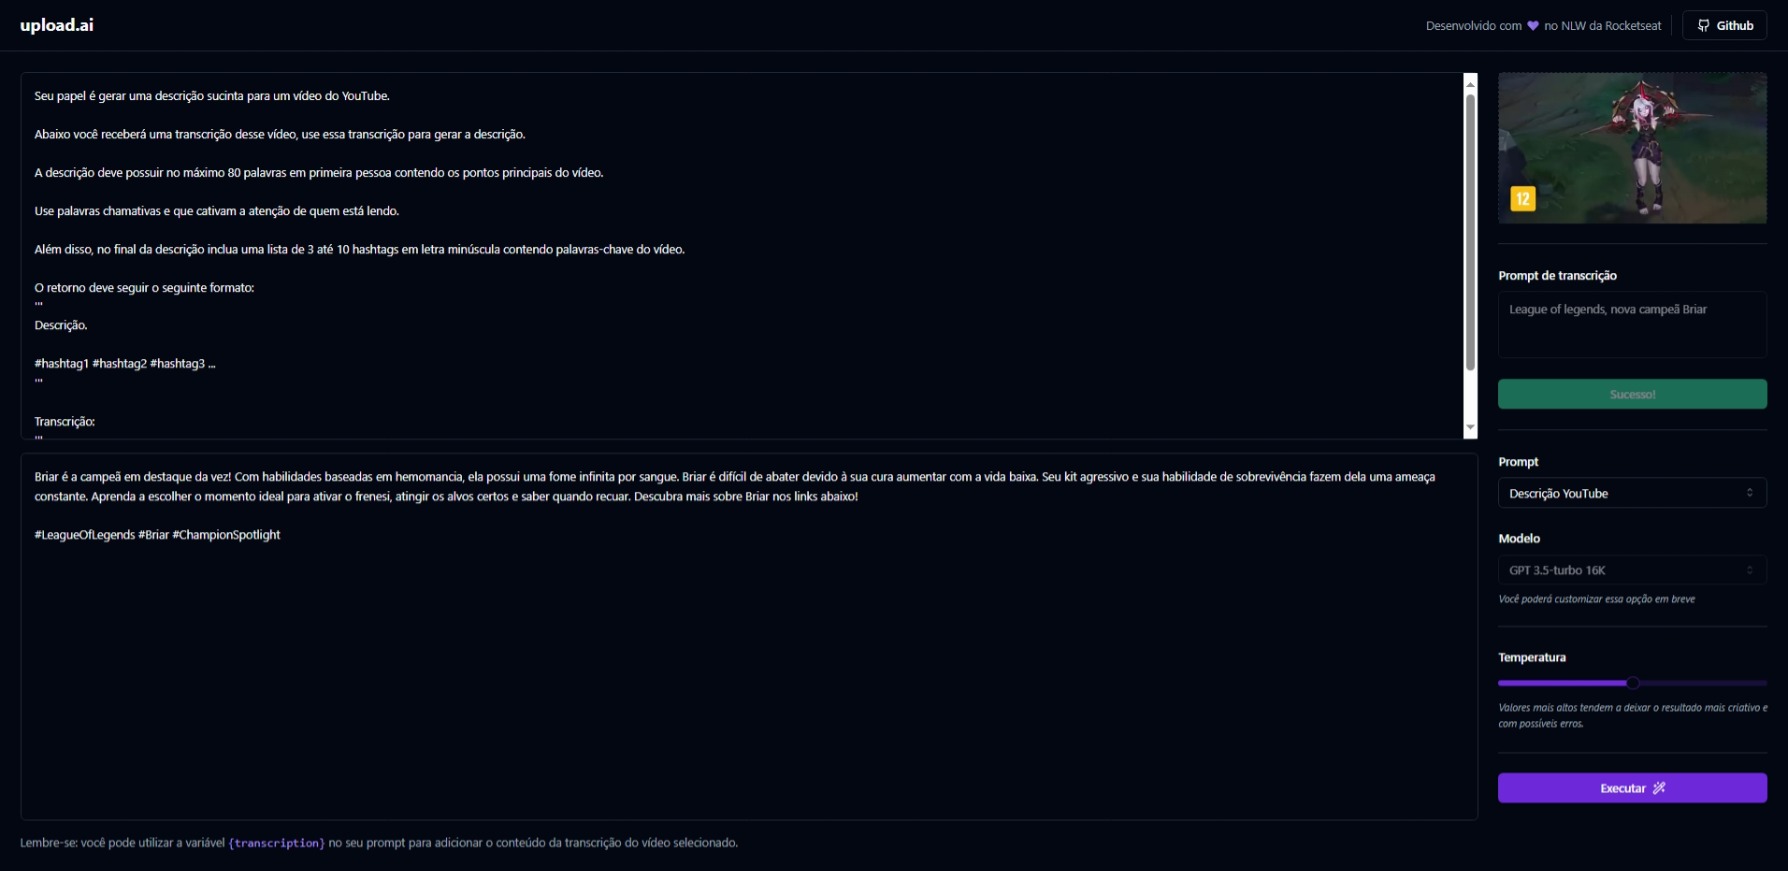 upload.ai
Desenvolvido com no NLW da Rocketseat
Github
Seu papel é gerar uma descrição sucinta para um vídeo do YouTube.
Abaixo você receberá uma transcrição desse vídeo, use essa transcrição para gerar a descrição.
A descrição deve possuir no máximo 80 palavras em primeira pessoa contendo os pontos principais do vídeo.
Use palavras chamativas e que cativam a atenção de quem está lendo.
Além disso, no final da descrição inclua uma lista de 3 até 10 hashtags em letra minúscula contendo palavras-chave do vídeo.
O retorno deve seguir o seguinte formato:
'''
Descrição.
#hashtag1 #hashtag2 #hashtag3 ...
'''
Transcrição:
'''
Briar é a campeã em destaque da vez! Com habilidades baseadas em hemomancia, ela possui uma fome infinita por sangue. Briar é difícil de abater devido à sua cura aumentar com a vida baixa. Seu kit agressivo e sua habilidade de sobrevivência fazem dela uma ameaça
constante. Aprenda a escolher o momento ideal para ativar o frenesi, atingir os alvos certos e saber quando recuar. Descubra mais sobre Briar nos links abaixo!
#LeagueOfLegends #Briar #ChampionSpotlight
Lembre-se: você pode utilizar a variável {transcription} no seu prompt para adicionar o conteúdo da transcrição do vídeo selecionado.
12
Prompt de transcrição
League of legends, nova campeã Briar
Sucesso!
Prompt
Descrição YouTube
Modelo
GPT 3.5-turbo 16K
Você poderá customizar essa opção em breve
Temperatura
Valores mais altos tendem a deixar o resultado mais criativo e
com possíveis erros.
Executar